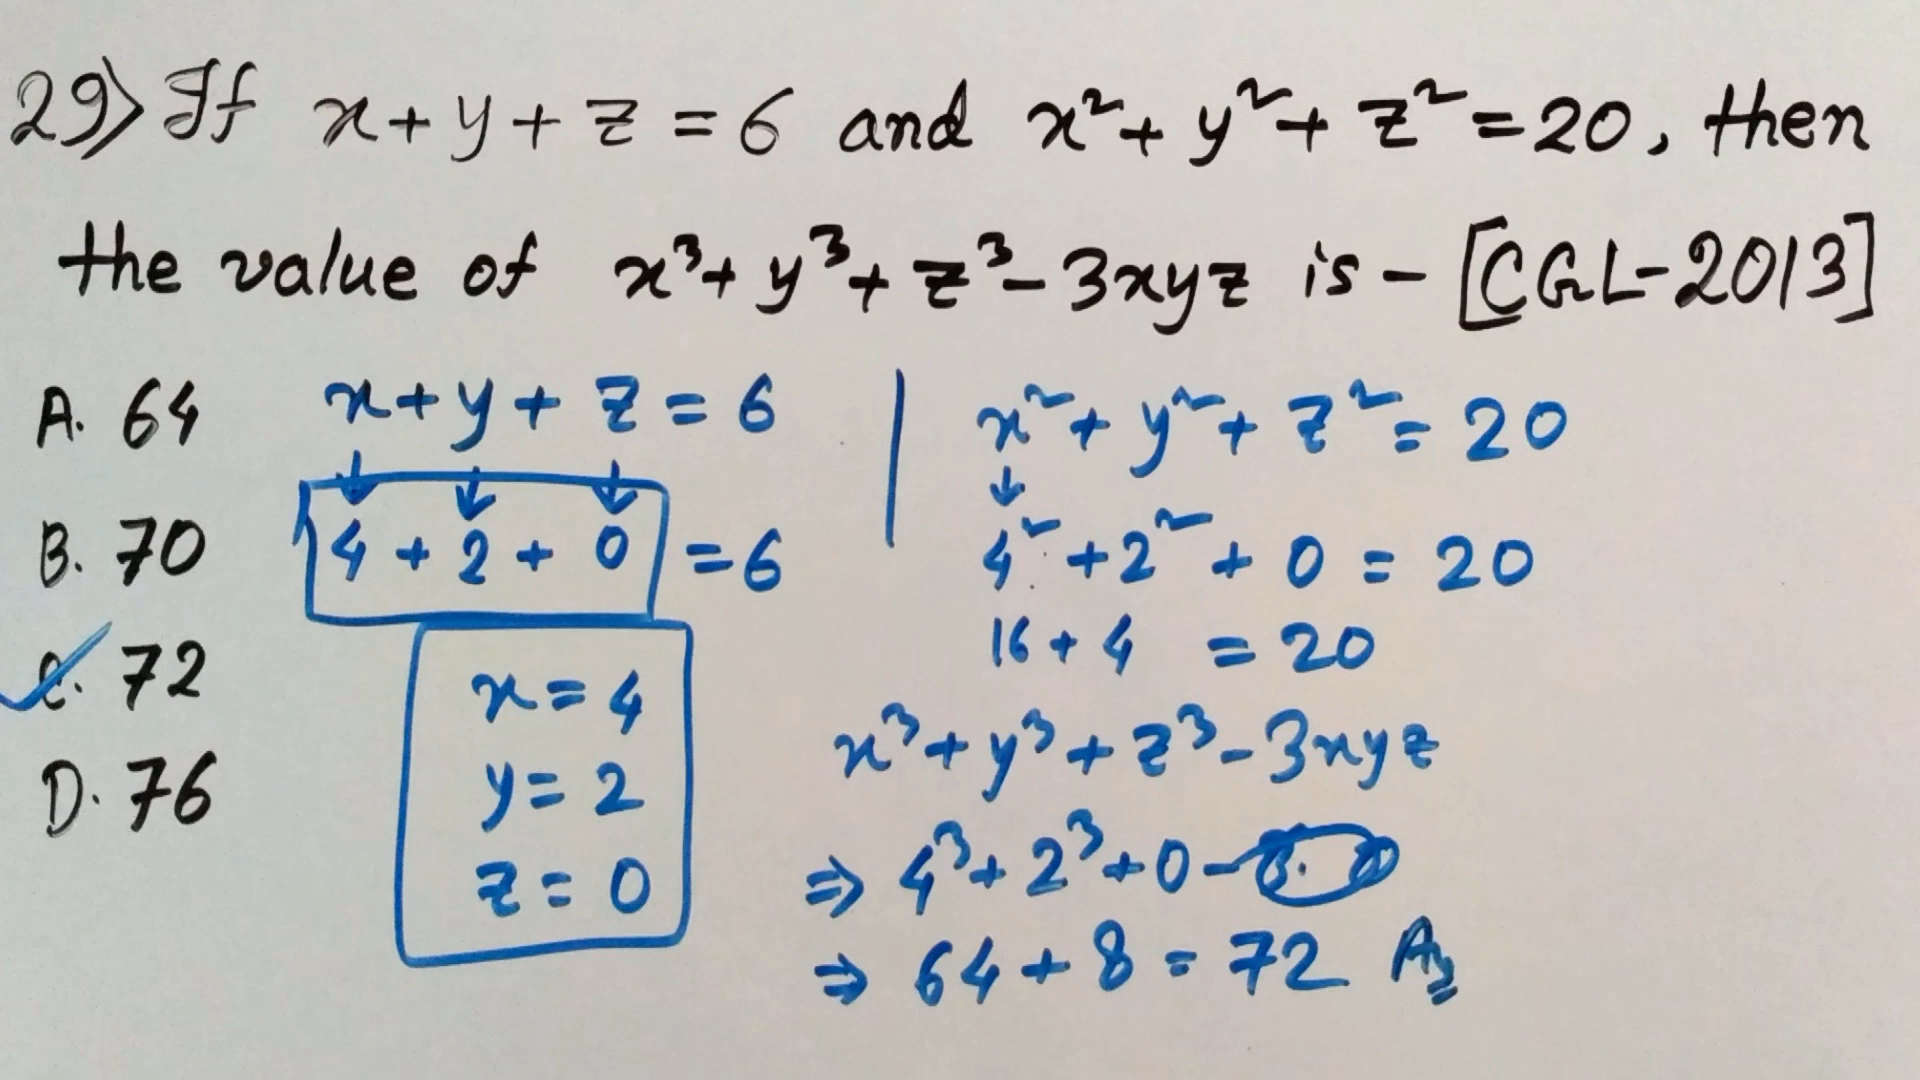 29) If x + y + z = 6 and x² + y² + z² = 20, then
the value of x³ + y³ + z³ - 3xyz is - [CGL-2013]
A. 64
B. 70
C. 72
D. 76
x + y + z = 6
↓ ↓ ↓
4 + 2 + 0 = 6
x = 4
y = 2
z = 0
x² + y² + z² = 20
↓
4² + 2² + 0 = 20
16 + 4 = 20
x³ + y³ + z³ - 3xyz
⇒ 4³ + 2³ + 0 -
⇒ 64 + 8 = 72 Ans